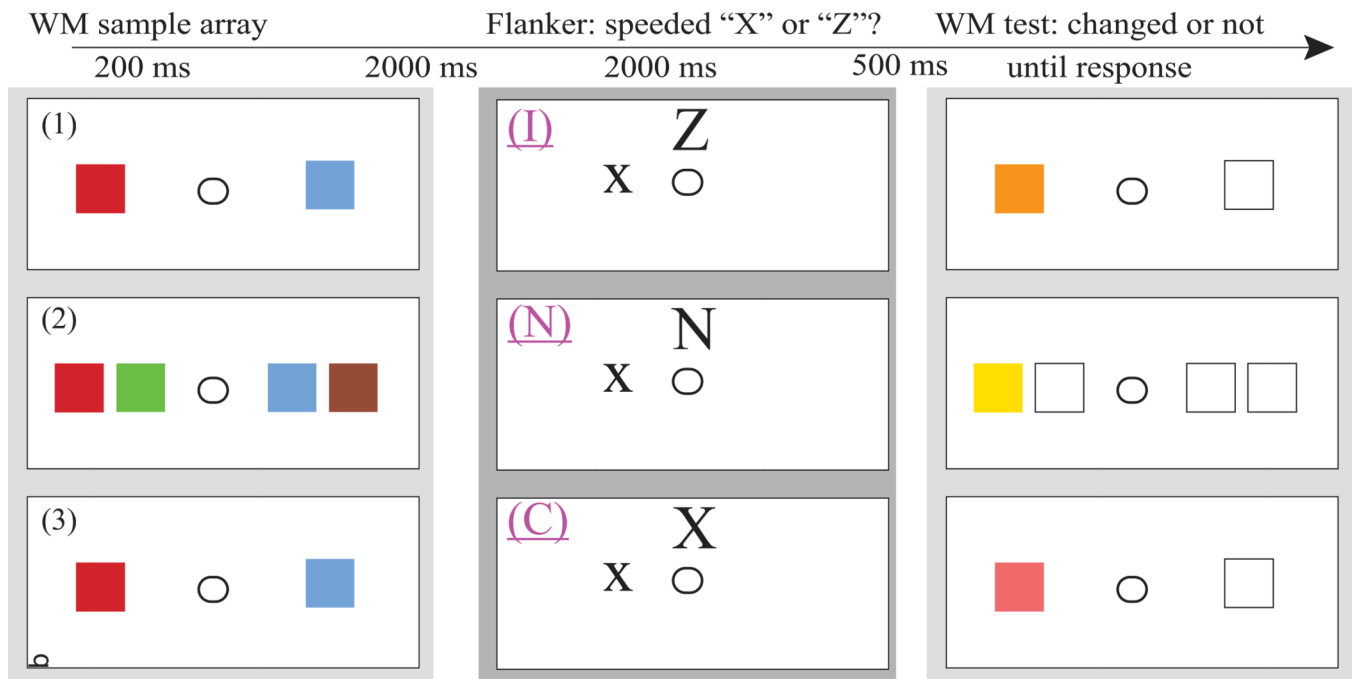 WM sample array Flanker: speeded “X” or “Z”? WM test: changed or not
200 ms 2000 ms 2000 ms 500 ms until response
(1) (I) Z
X
(2) (N) N
X
(3) (C) X
X
b